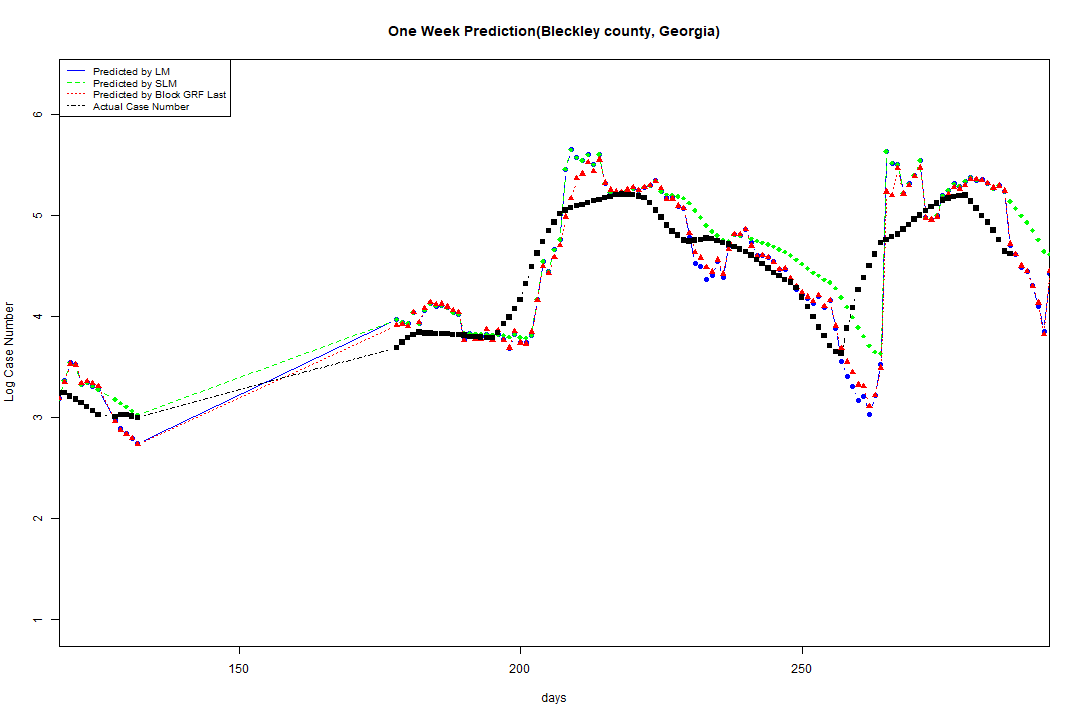 One Week Prediction(Bleckley county, Georgia)
Predicted by LM
Predicted by SLM
Predicted by Block GRF Last
Actual Case Number
6
5
4
3
2
1
Log Case Number
150
200
250
days